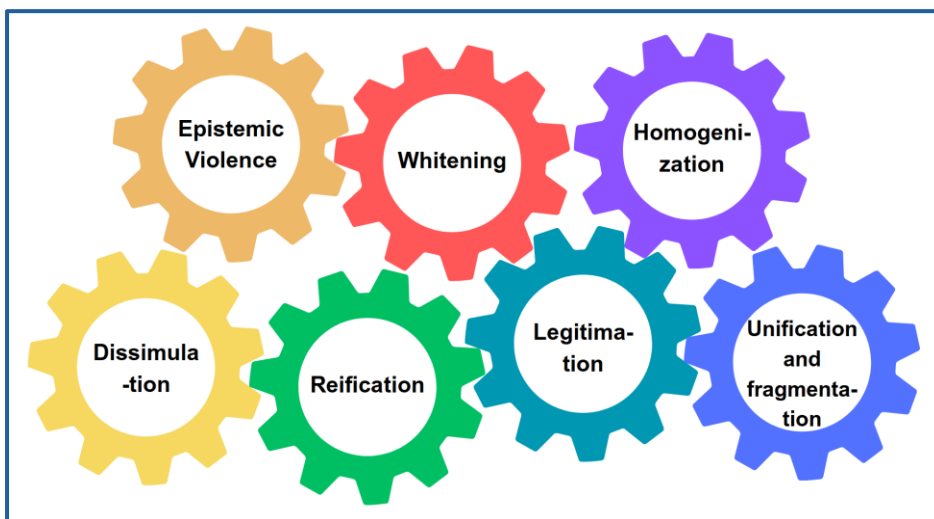 Epistemic
Violence
Whitening
Homogeni-
zation
Dissimula
-tion
Reification
Legitima-
tion
Unification
and
fragmenta-
tion